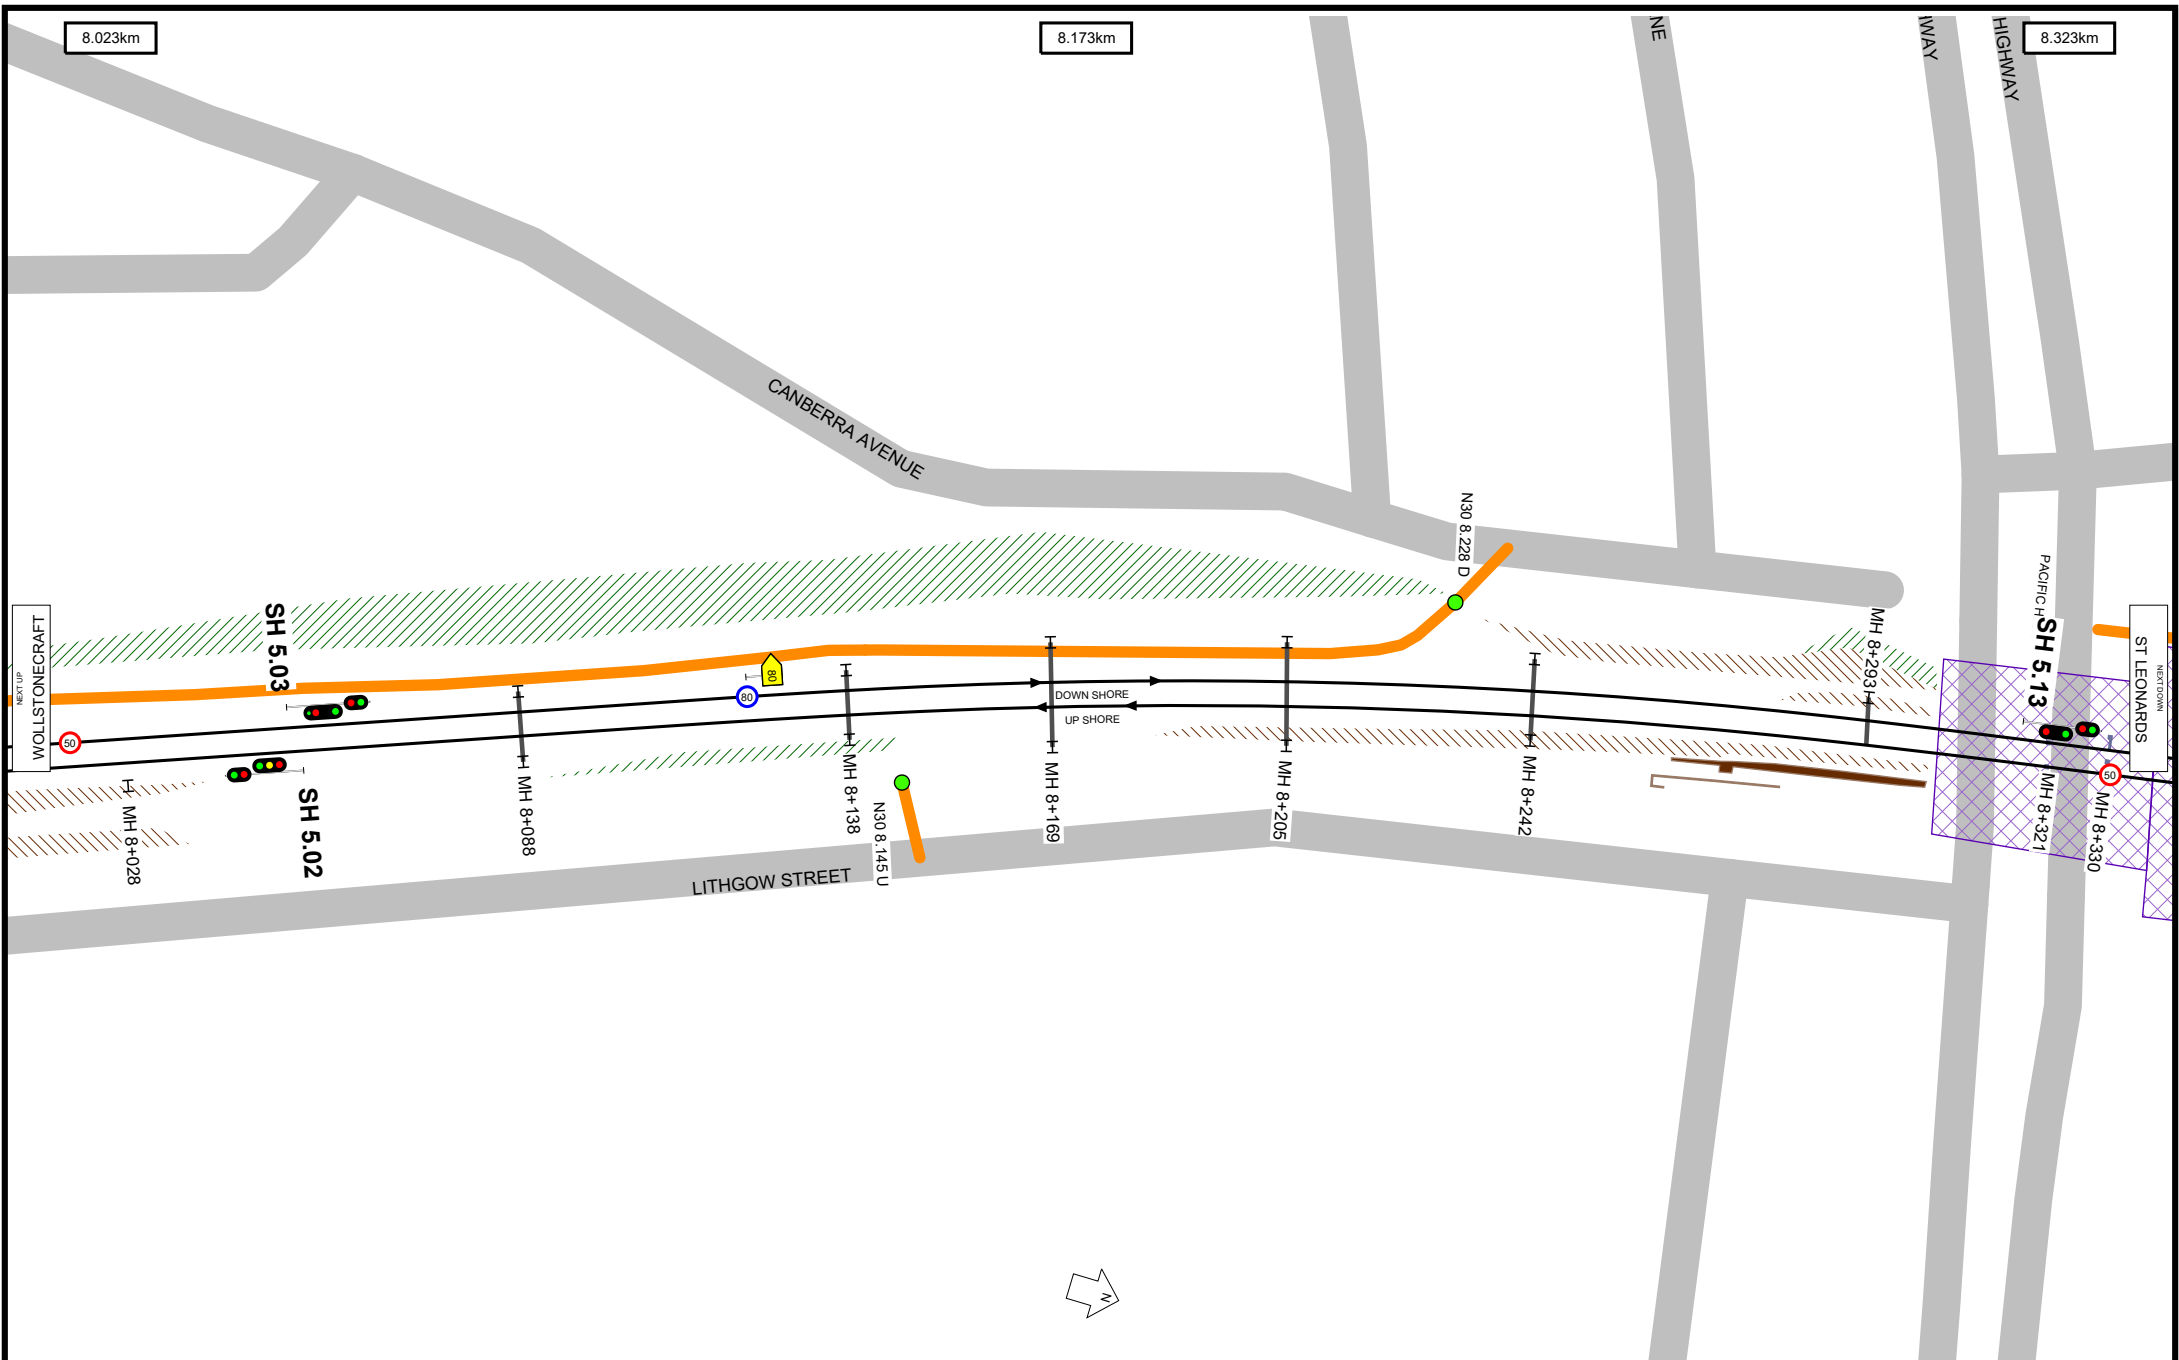 8.023km
8.173km
8.323km
NE
WAY
HIGHWAY
CANBERRA AVENUE
N30 8.228 D
NEXT UP
WOLLSTONECRAFT
SH 5.03
50
80
80
DOWN SHORE
UP SHORE
MH 8+293
PACIFIC H
SH 5.13
ST LEONARDS
NEXT DOWN
50
MH 8+028
SH 5.02
MH 8+088
MH 8+138
N30 8.145 U
MH 8+169
MH 8+205
MH 8+242
MH 8+321
MH 8+330
LITHGOW STREET
N